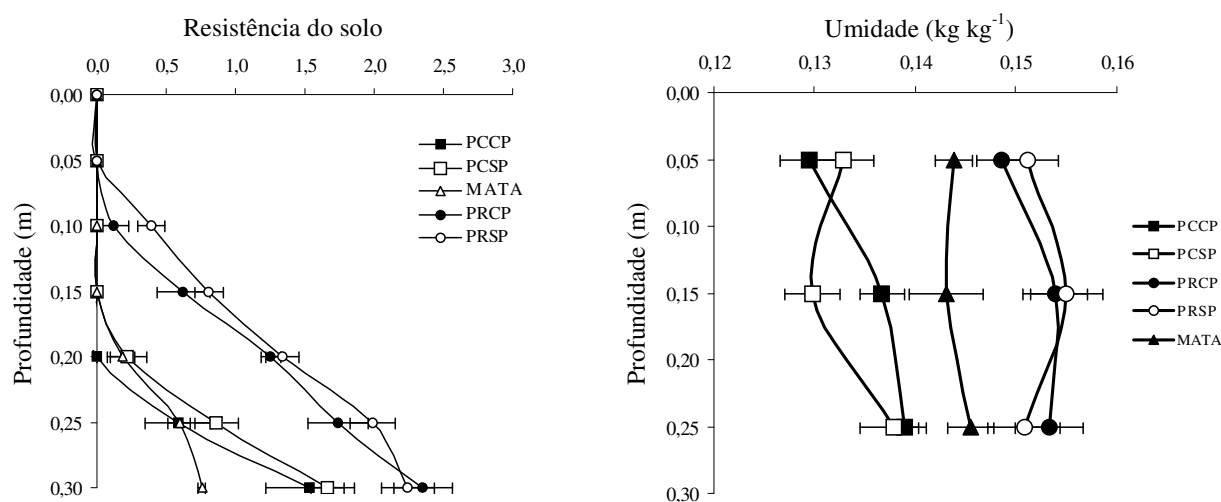 Resistência do solo
0,0 0,5 1,0 1,5 2,0 2,5 3,0
Profundidade (m)
0,00
0,05
0,10
0,15
0,20
0,25
0,30
PCCP
PCSP
MATA
PRCP
PRSP
Umidade (kg kg⁻¹)
0,12 0,13 0,14 0,15 0,16
Profundidade (m)
0,00
0,05
0,10
0,15
0,20
0,25
0,30
PCCP
PCSP
PRCP
PRSP
MATA